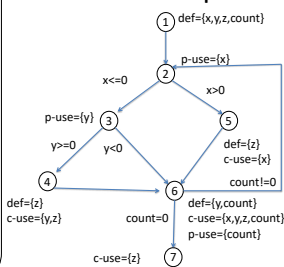 1 def={x,y,z,count}
p-use={x}
2
x<=0
x>0
p-use={y} 3
5
y>=0
y<0
def={z}
c-use={x}
4
count!=0
6
def={z}
c-use={y,z}
def={y,count}
c-use={x,y,z,count}
p-use={count}
count=0
c-use={z} 7